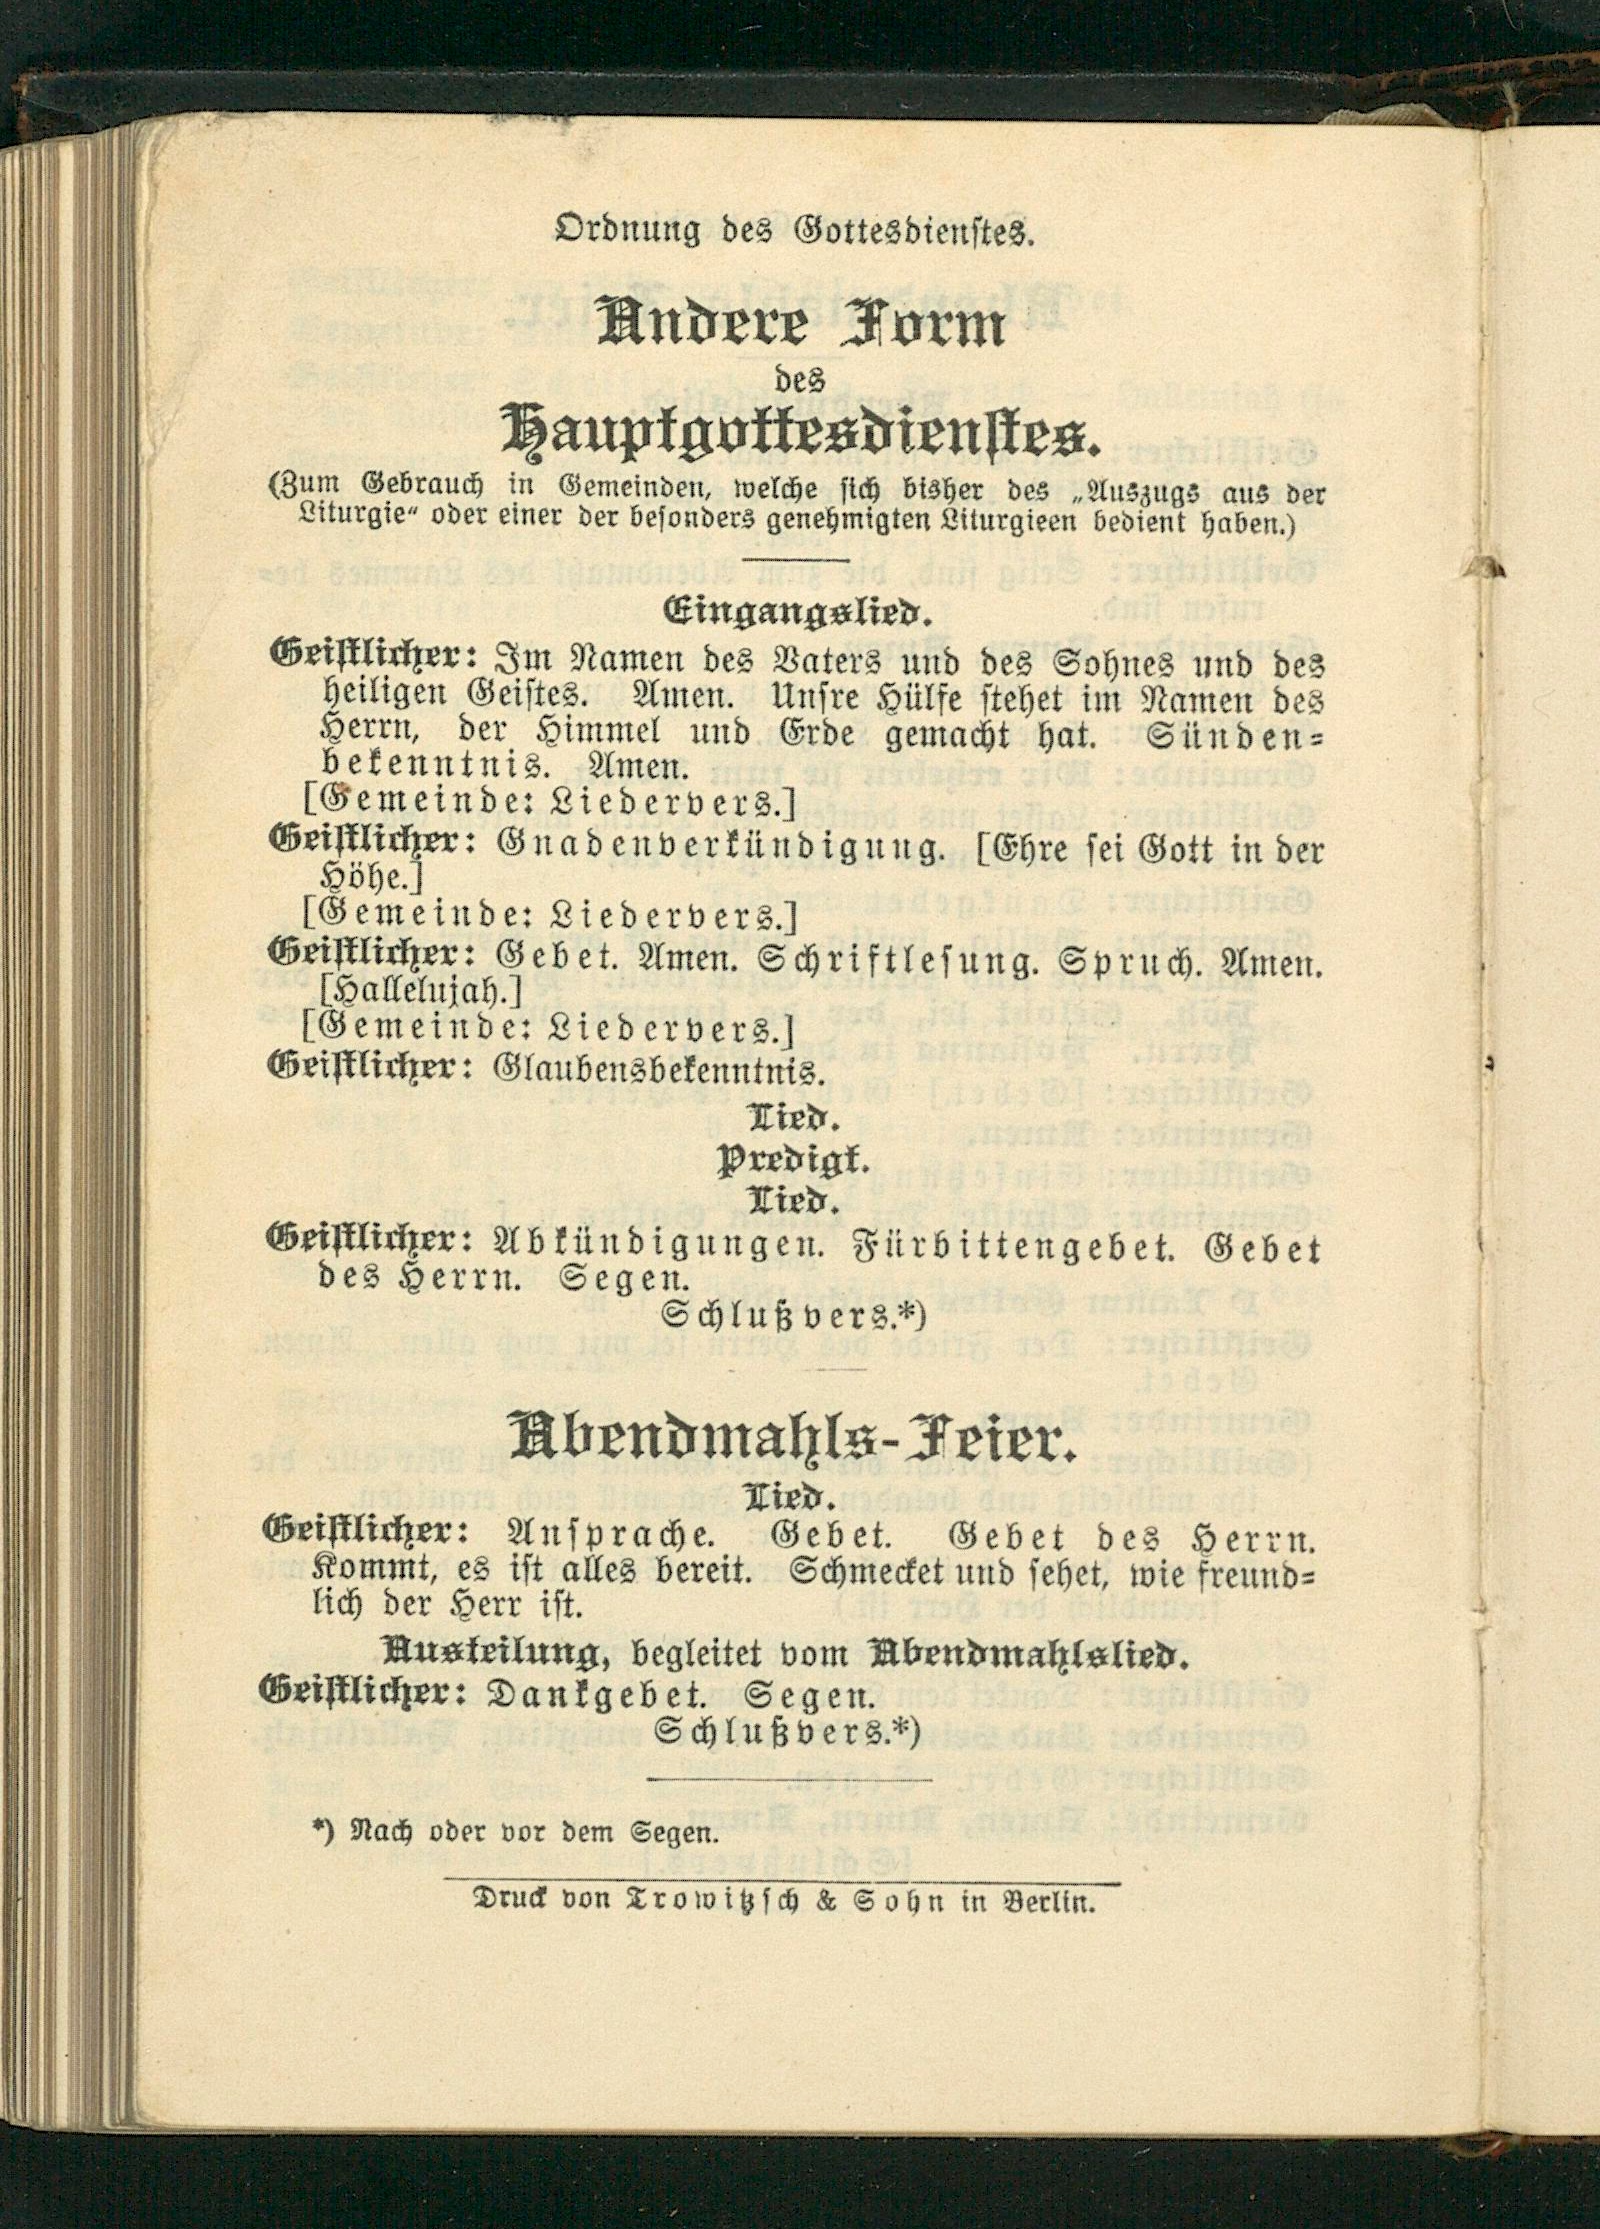 Ordnung des Gottesdienstes.
Andere Form
des
Hauptgottesdienstes.
(Zum Gebrauch in Gemeinden, welche sich bisher des „Auszugs aus der
Liturgie“ oder einer der besonders genehmigten Liturgieen bedient haben.)
Eingangslied.
Geistlicher: Im Namen des Vaters und des Sohnes und des
heiligen Geistes. Amen. Unsre Hülfe stehet im Namen des
Herrn, der Himmel und Erde gemacht hat. Sünden-
bekenntnis. Amen.
[Gemeinde: Liedervers.]
Geistlicher: Gnadenverkündigung. [Ehre sei Gott in der
Höhe.]
[Gemeinde: Liedervers.]
Geistlicher: Gebet. Amen. Schriftlesung. Spruch. Amen.
[Hallelujah.]
[Gemeinde: Liedervers.]
Geistlicher: Glaubensbekenntnis.
Lied.
Predigt.
Lied.
Geistlicher: Abkündigungen. Fürbittengebet. Gebet
des Herrn. Segen.
Schlußvers.*)
Abendmahls-Feier.
Lied.
Geistlicher: Ansprache. Gebet. Gebet des Herrn.
Kommt, es ist alles bereit. Schmecket und sehet, wie freund-
lich der Herr ist.
Austeilung, begleitet vom Abendmahlslied.
Geistlicher: Dankgebet. Segen.
Schlußvers.*)
*) Nach oder vor dem Segen.
Druck von Trowitzsch & Sohn in Berlin.